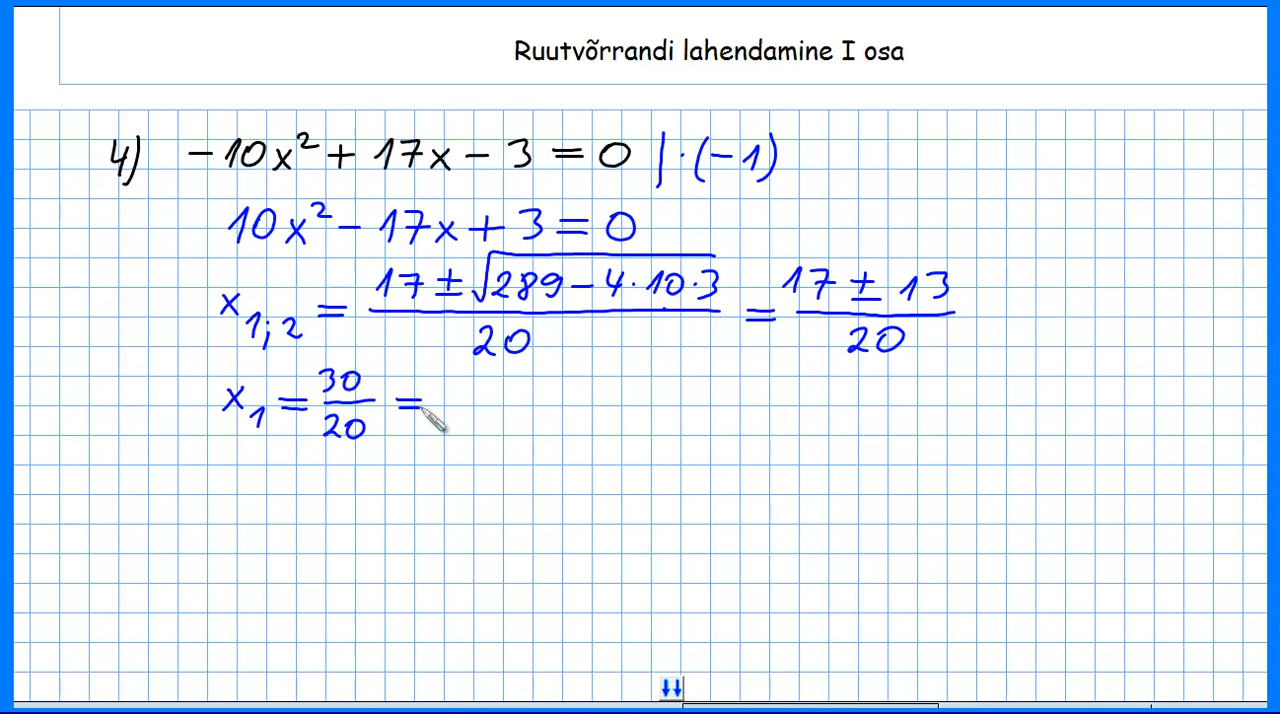 Ruutvõrrandi lahendamine I osa
4) -10x² + 17x - 3 = 0 | · (-1)
10x² - 17x + 3 = 0
x₁;₂ = (17 ± √(289 - 4 · 10 · 3))/20 = (17 ± 13)/20
x₁ = 30/20 =